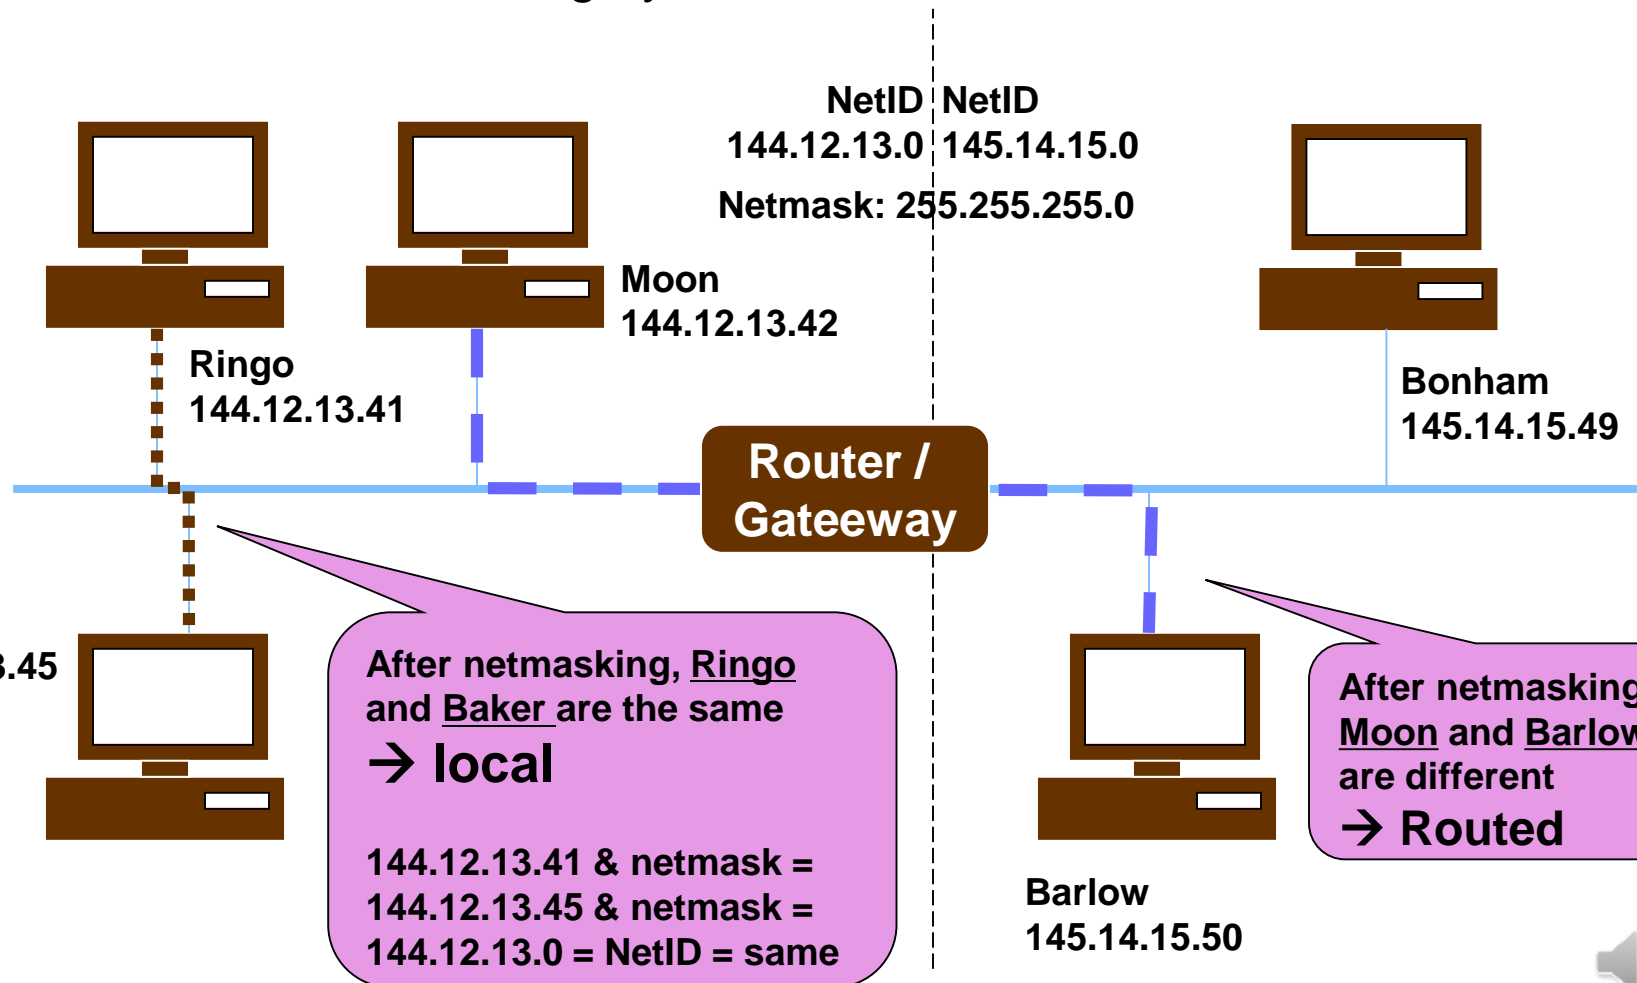 NetID NetID
144.12.13.0 145.14.15.0
Netmask: 255.255.255.0
Moon
144.12.13.42
Ringo
144.12.13.41
Bonham
145.14.15.49
Router /
Gateeway
.45
After netmasking, Ringo
and Baker are the same
→ local
144.12.13.41 & netmask =
144.12.13.45 & netmask =
144.12.13.0 = NetID = same
After netmasking
Moon and Barlow
are different
→ Routed
Barlow
145.14.15.50